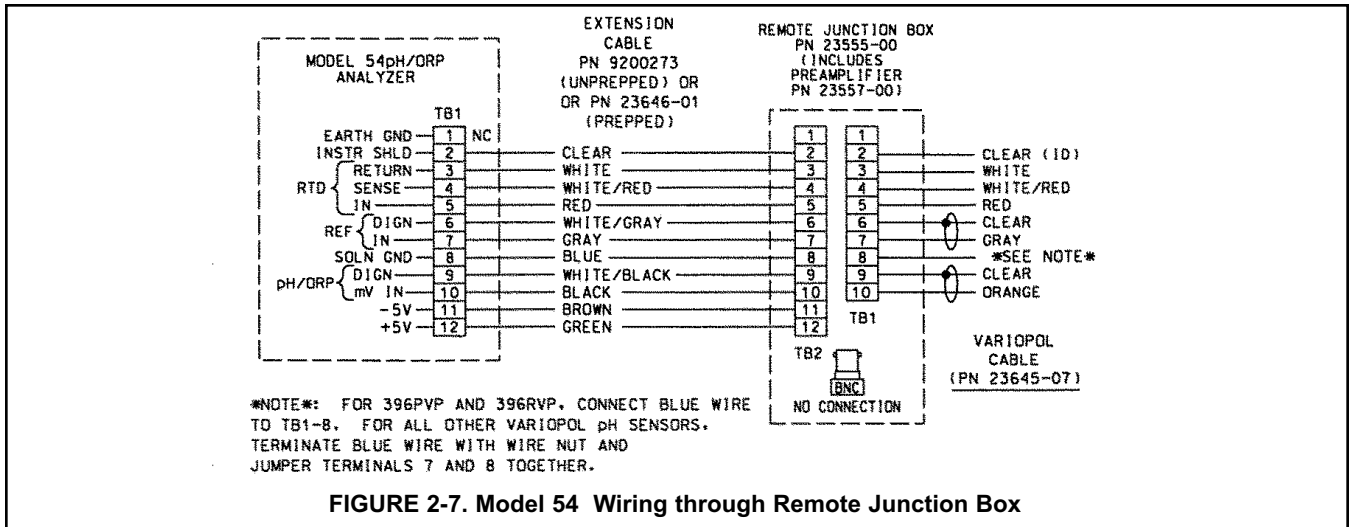 EXTENSION
CABLE
PN 9200273
(UNPREPPED) OR
OR PN 23646-01
(PREPPED)
REMOTE JUNCTION BOX
PN 23555-00
(INCLUDES
PREAMPLIFIER
PN 23557-00)
MODEL 54pH/ORP
ANALYZER
TB1
EARTH GND 1 NC
INSTR SHLD 2 CLEAR 2 2 CLEAR (ID)
RTD RETURN 3 WHITE 3 3 WHITE
SENSE 4 WHITE/RED 4 4 WHITE/RED
IN 5 RED 5 5 RED
REF DIGN 6 WHITE/GRAY 6 6 CLEAR
IN 7 GRAY 7 7 GRAY
SOLN GND 8 BLUE 8 8 *SEE NOTE*
pH/ORP DIGN 9 WHITE/BLACK 9 9 CLEAR
mV IN 10 BLACK 10 10 ORANGE
-5V 11 BROWN 11
+5V 12 GREEN 12
1 1
TB1
TB2
BNC
NO CONNECTION
VARIOPOL
CABLE
(PN 23645-07)
*NOTE*: FOR 396PVP AND 396RVP, CONNECT BLUE WIRE
TO TB1-8. FOR ALL OTHER VARIOPOL pH SENSORS.
TERMINATE BLUE WIRE WITH WIRE NUT AND
JUMPER TERMINALS 7 AND 8 TOGETHER.
FIGURE 2-7. Model 54 Wiring through Remote Junction Box